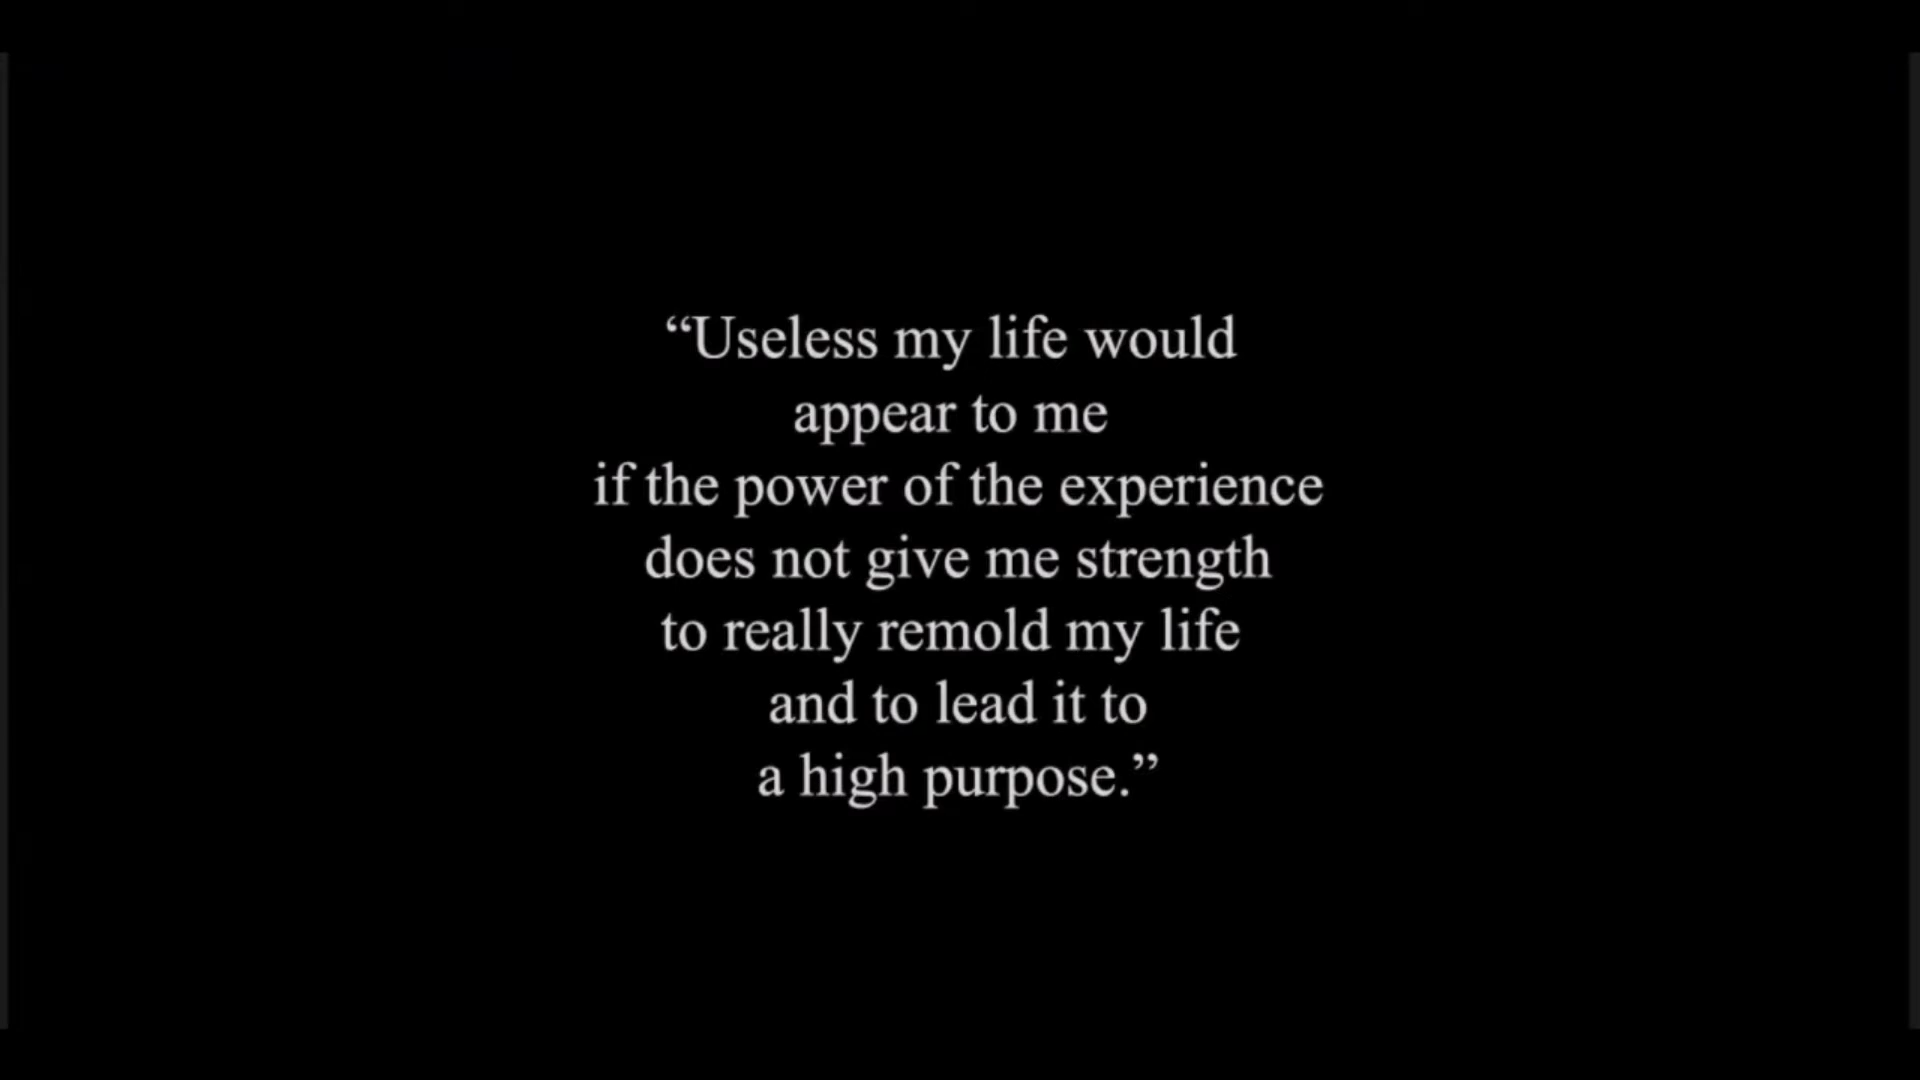 “Useless my life would
appear to me
if the power of the experience
does not give me strength
to really remold my life
and to lead it to
a high purpose.”